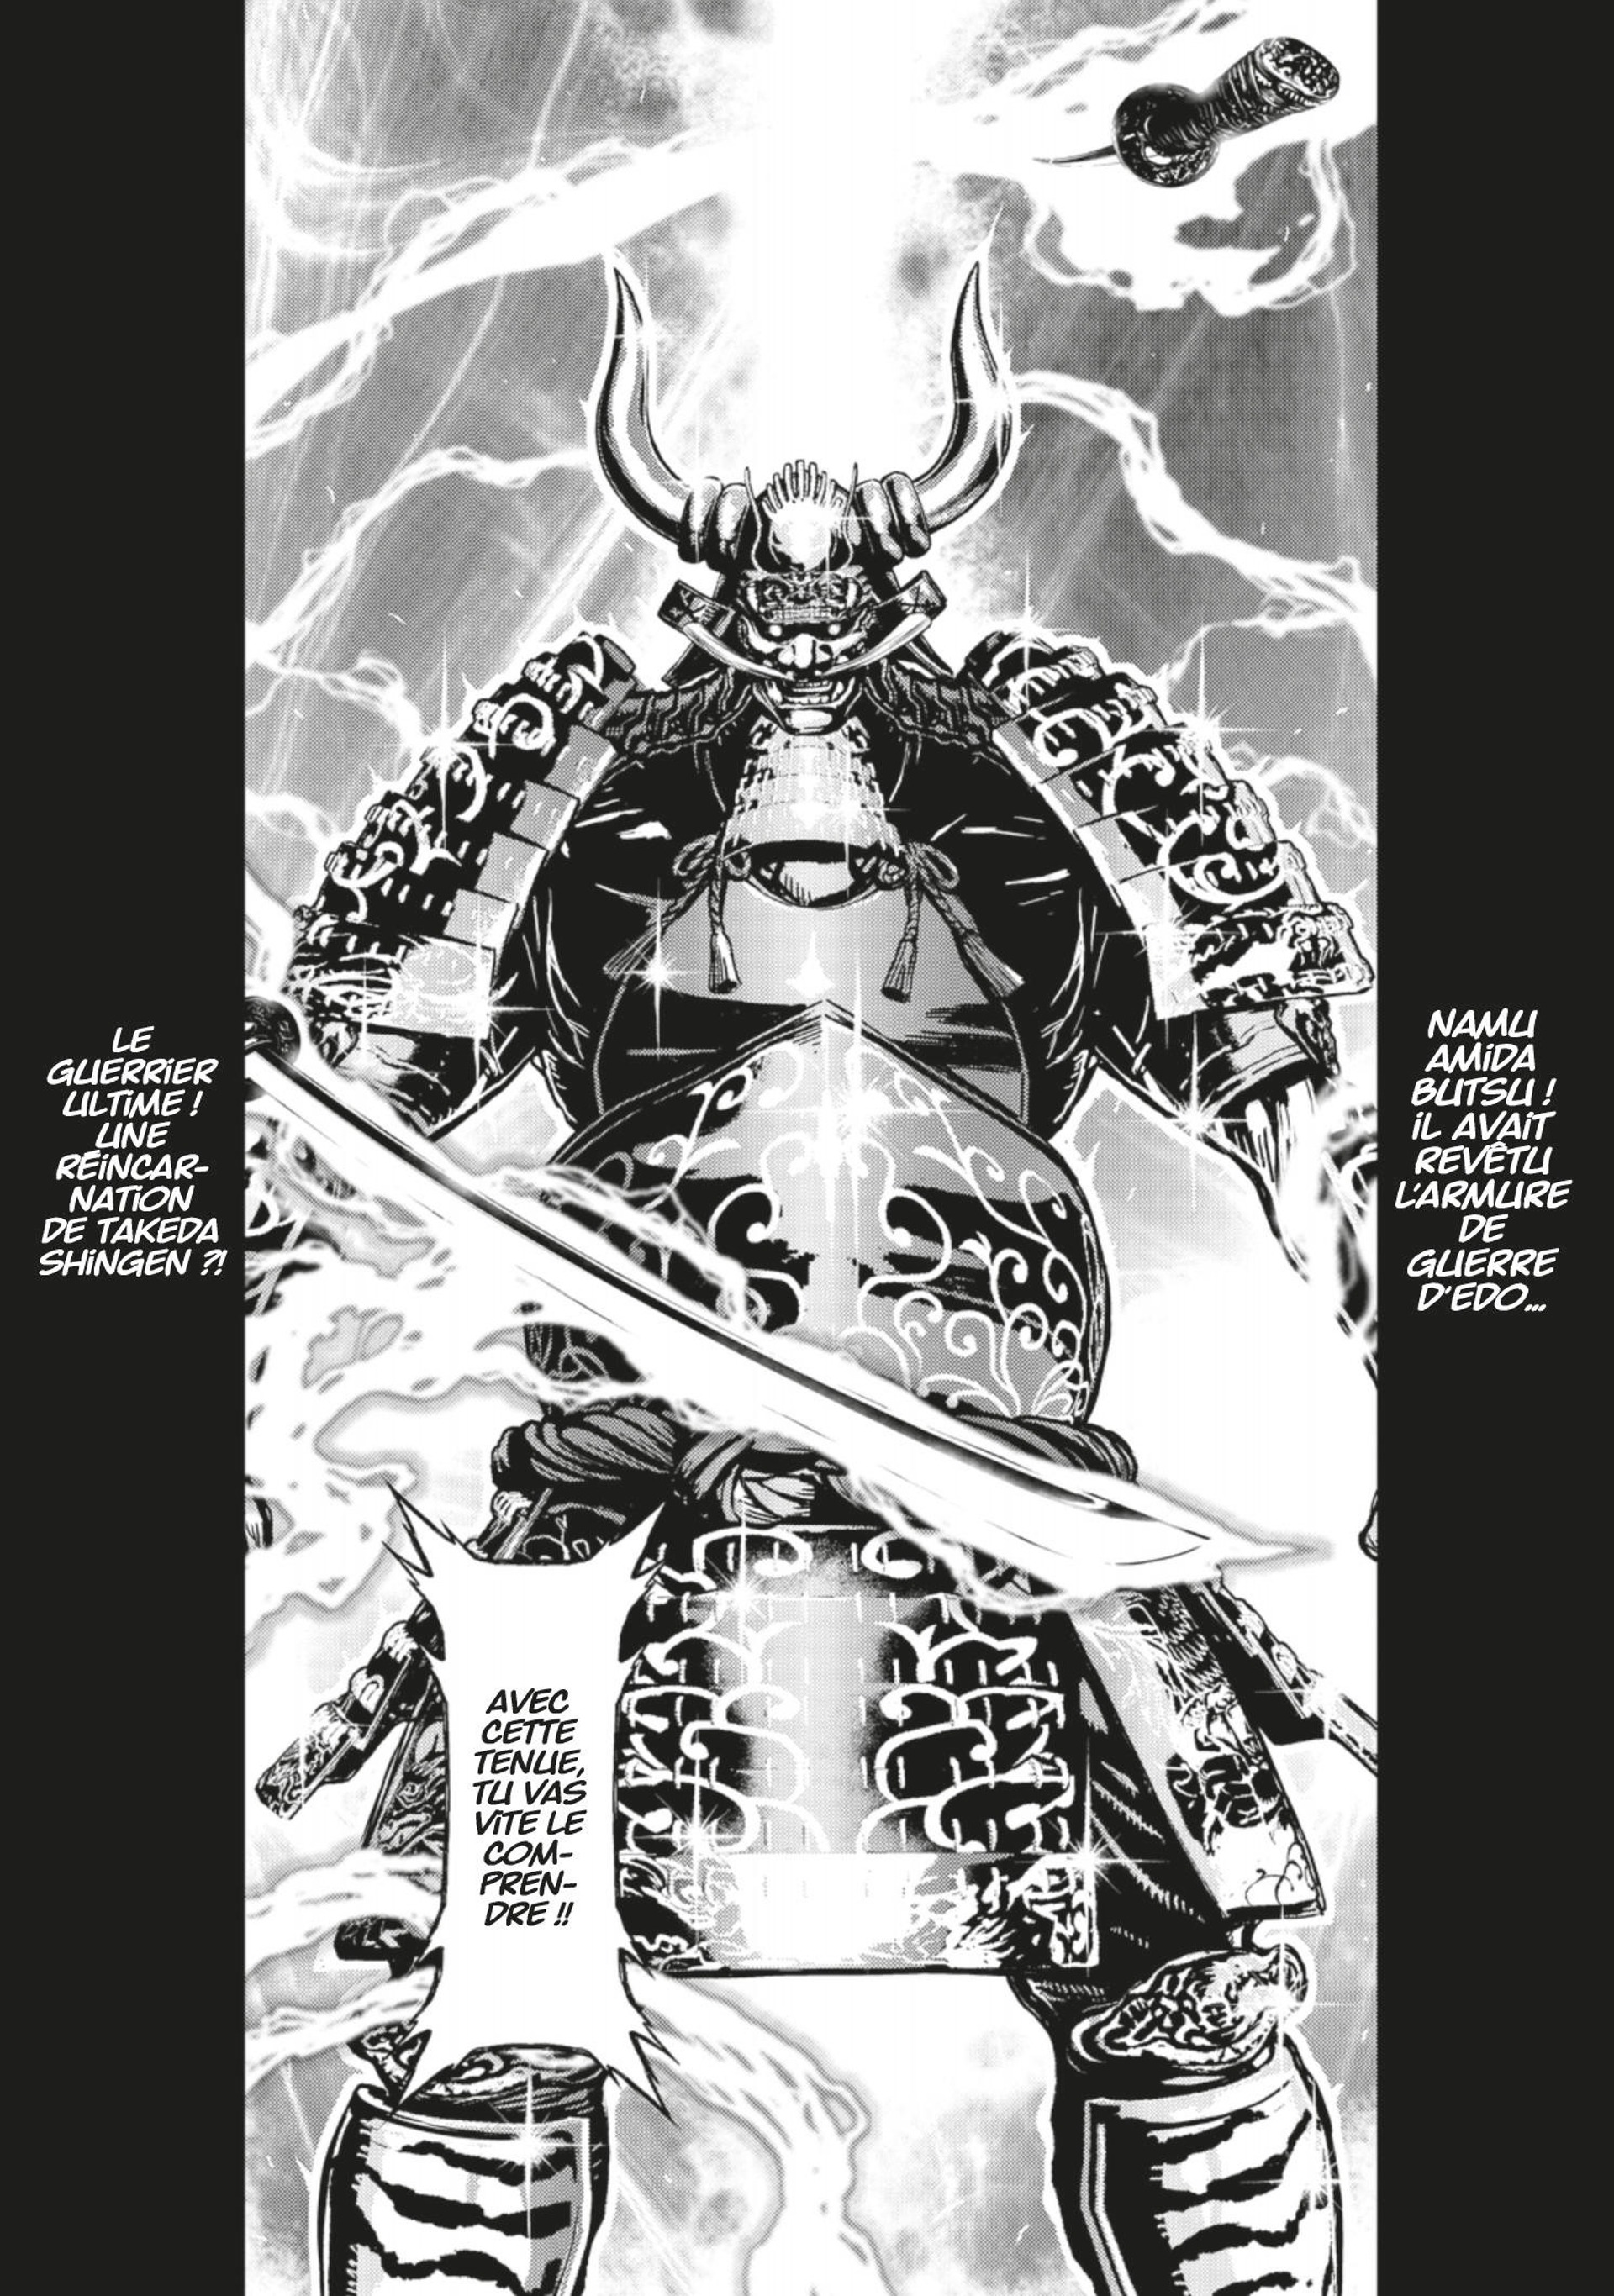 NAMU
AMIDA
BUTSU !
IL AVAIT
REVÊTU
L'ARMURE
DE
GUERRE
D'EDO...
LE
GUERRIER
ULTIME !
UNE
RÉINCAR-
NATION
DE TAKEDA
SHINGEN ?!
AVEC
CETTE
TENUE,
TU VAS
VITE LE
COM-
PREN-
DRE !!